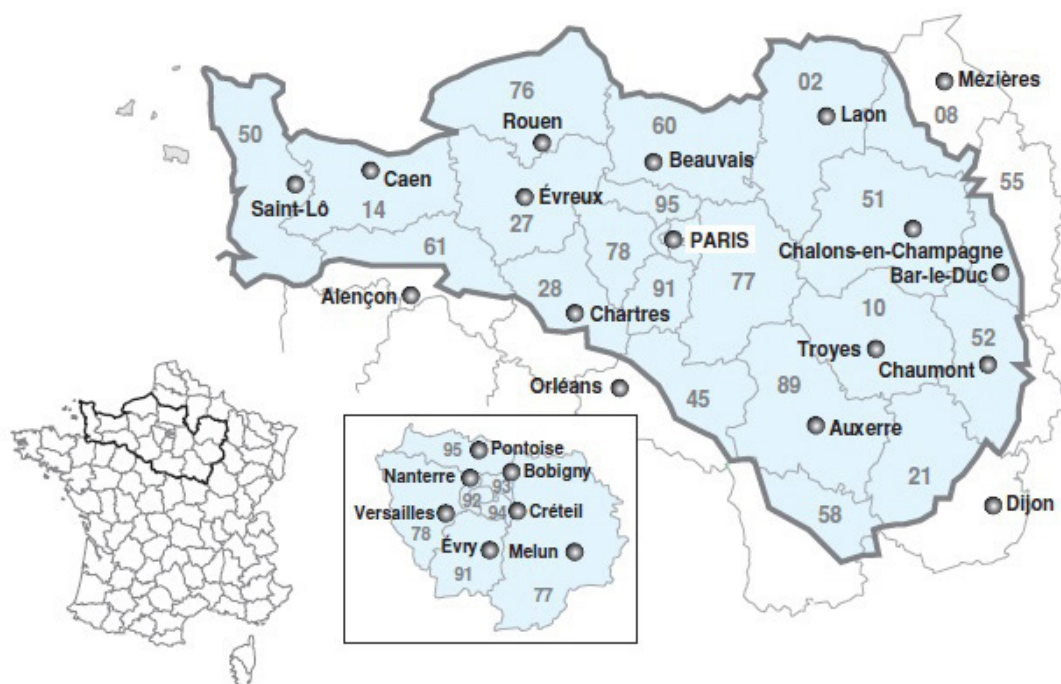 76
02
Mézières
Rouen
60
Laon
08
50
Beauvais
55
Caen
Évreux
Saint-Lô
14
27
95
51
PARIS
61
78
Chalons-en-Champagne
Bar-le-Duc
77
Alençon
28
91
Chartres
10
52
Troyes
Chaumont
Orléans
45
89
Auxerre
21
58
Dijon
95
Pontoise
Nanterre
Bobigny
93
92
Versailles
94
Créteil
78
Évry
Melun
91
77